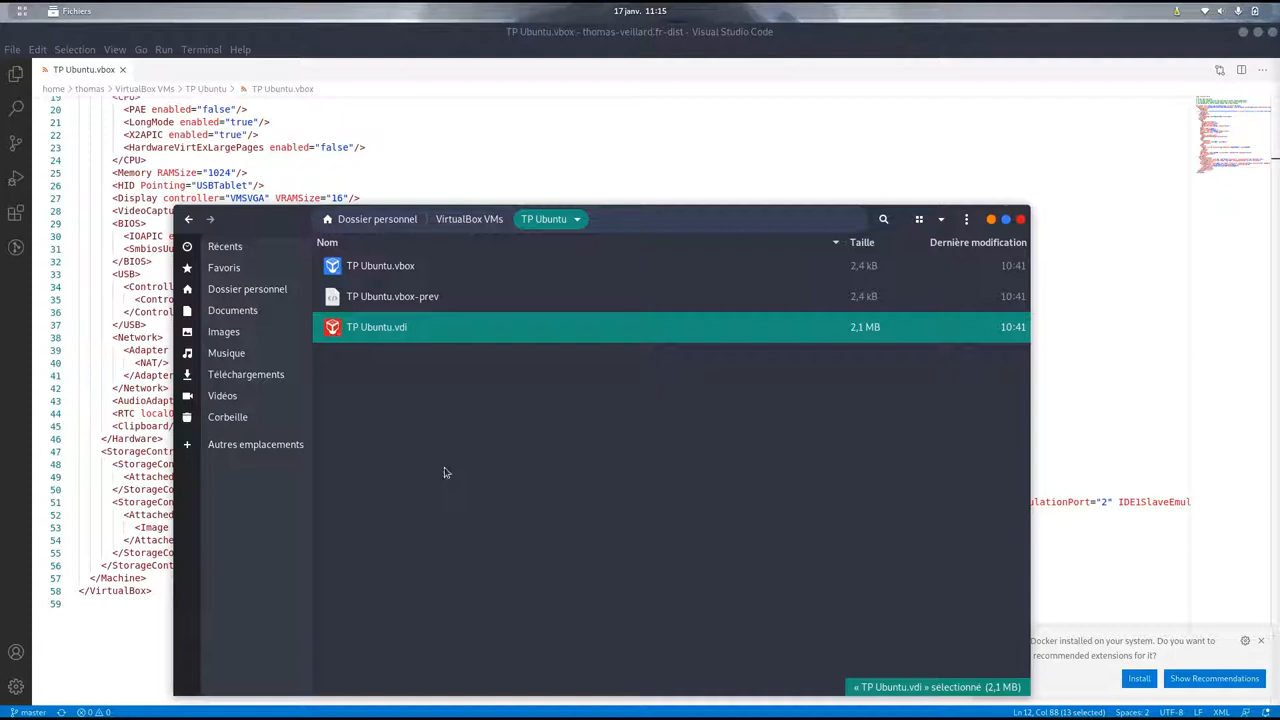 Fichiers
17 janv. 11:15
TP Ubuntu.vbox - thomas-veillard.fr-dist - Visual Studio Code
File Edit Selection View Go Run Terminal Help
TP Ubuntu.vbox
home > thomas > VirtualBox VMs > TP Ubuntu > TP Ubuntu.vbox
19 <CPU>
20 <PAE enabled="false"/>
21 <LongMode enabled="true"/>
22 <X2APIC enabled="true"/>
23 <HardwareVirtExLargePages enabled="false"/>
24 </CPU>
25 <Memory RAMSize="1024"/>
26 <HID Pointing="USBTablet"/>
27 <Display controller="VMSVGA" VRAMSize="16"/>
28 <VideoCaptu
29 <BIOS>
30 <IOAPIC e
31 <SmbiosUu
32 </BIOS>
33 <USB>
34 <Control
35 <Contro
36 </Control
37 </USB>
38 <Network>
39 <Adapter
40 <NAT/>
41 </Adapter
42 </Network>
43 <AudioAdapt
44 <RTC localO
45 <Clipboard/
46 </Hardware>
47 <StorageContr
48 <StorageCon
49 <Attached
50 </StorageCon
51 <StorageCon
52 <Attached
53 <Image
54 </Attache
55 </StorageCon
56 </StorageCont
57 </Machine>
58 </VirtualBox>
59
ulationPort="2" IDE1SlaveEmul
Dossier personnel VirtualBox VMs TP Ubuntu
Récents
Favoris
Dossier personnel
Documents
Images
Musique
Téléchargements
Vidéos
Corbeille
Autres emplacements
Nom Taille Dernière modification
TP Ubuntu.vbox 2,4 kB 10:41
TP Ubuntu.vbox-prev 2,4 kB 10:41
TP Ubuntu.vdi 2,1 MB 10:41
« TP Ubuntu.vdi » sélectionné (2,1 MB)
Docker installed on your system. Do you want to
recommended extensions for it?
Install Show Recommendations
master 0 0 Ln 12, Col 88 (13 selected) Spaces: 2 UTF-8 LF XML